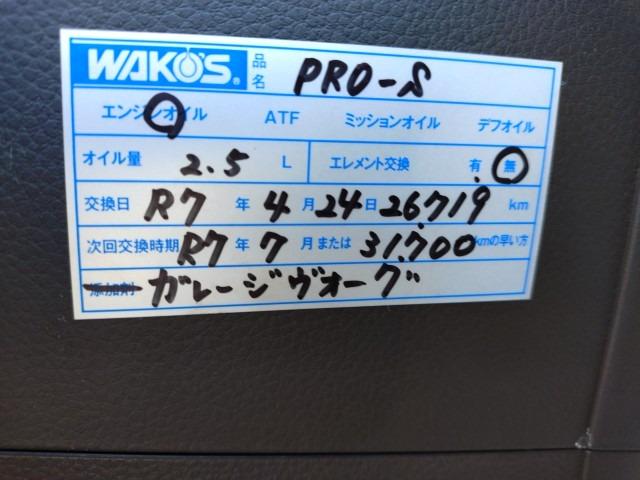 WAKO'S® 品名 PRO-S
エンジンオイル ATF ミッションオイル デフオイル
オイル量 2.5 L エレメント交換 有・無
交換日 R7 年 4 月 24 日 26.719 km
次回交換時期 R7 年 7 月または 31.700 kmの早い方
添加剤 ガレージヴォーグ